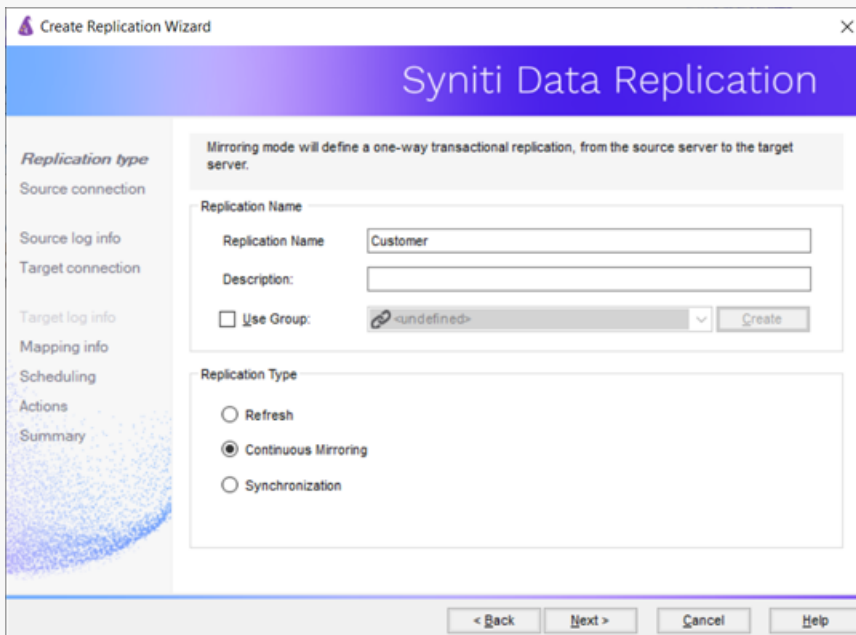 Create Replication Wizard
Syniti Data Replication
Replication type
Source connection
Source log info
Target connection
Target log info
Mapping info
Scheduling
Actions
Summary
Mirroring mode will define a one-way transactional replication, from the source server to the target
server.
Replication Name
Replication Name Customer
Description:
Use Group: <undefined> Create
Replication Type
Refresh
Continuous Mirroring
Synchronization
< Back Next > Cancel Help